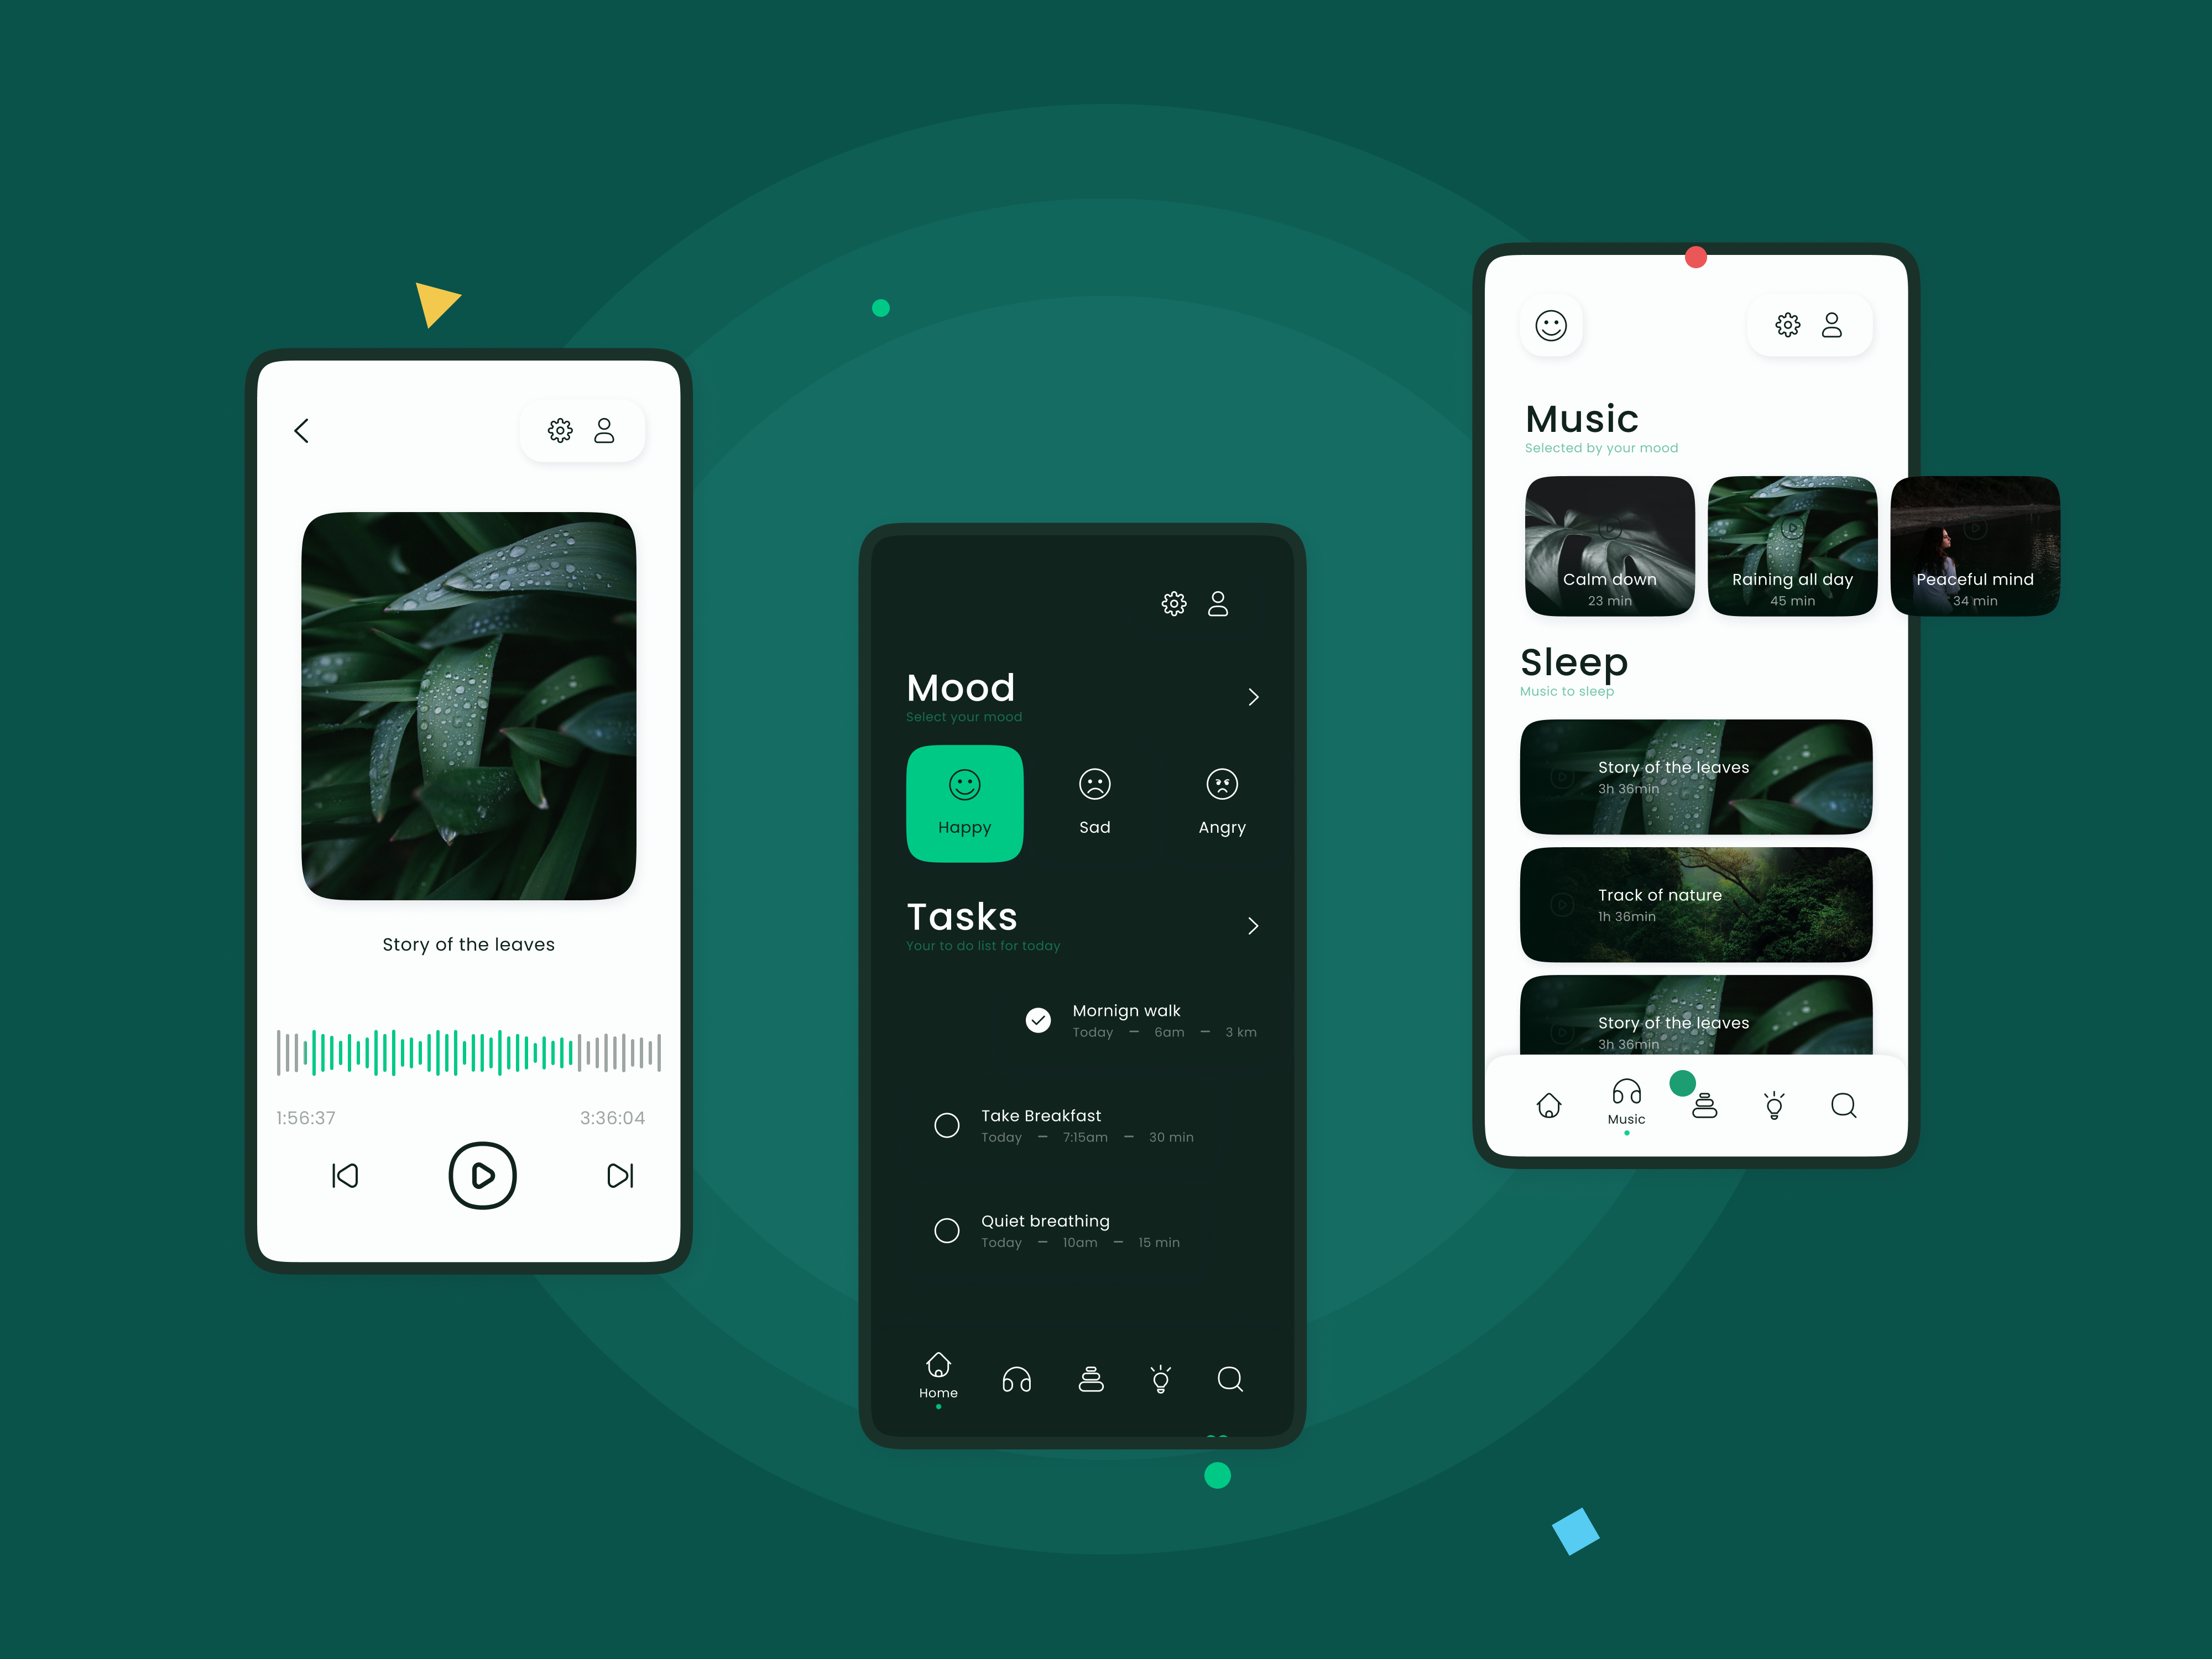 Story of the leaves
1:56:37
3:36:04
Mood
Select your mood
Happy
Sad
Angry
Tasks
Your to do list for today
Mornign walk
Today – 6am – 3 km
Take Breakfast
Today – 7:15am – 30 min
Quiet breathing
Today – 10am – 15 min
Home
Music
Selected by your mood
Calm down
23 min
Raining all day
45 min
Peaceful mind
34 min
Sleep
Music to sleep
Story of the leaves
3h 36min
Track of nature
1h 36min
Story of the leaves
3h 36min
Music